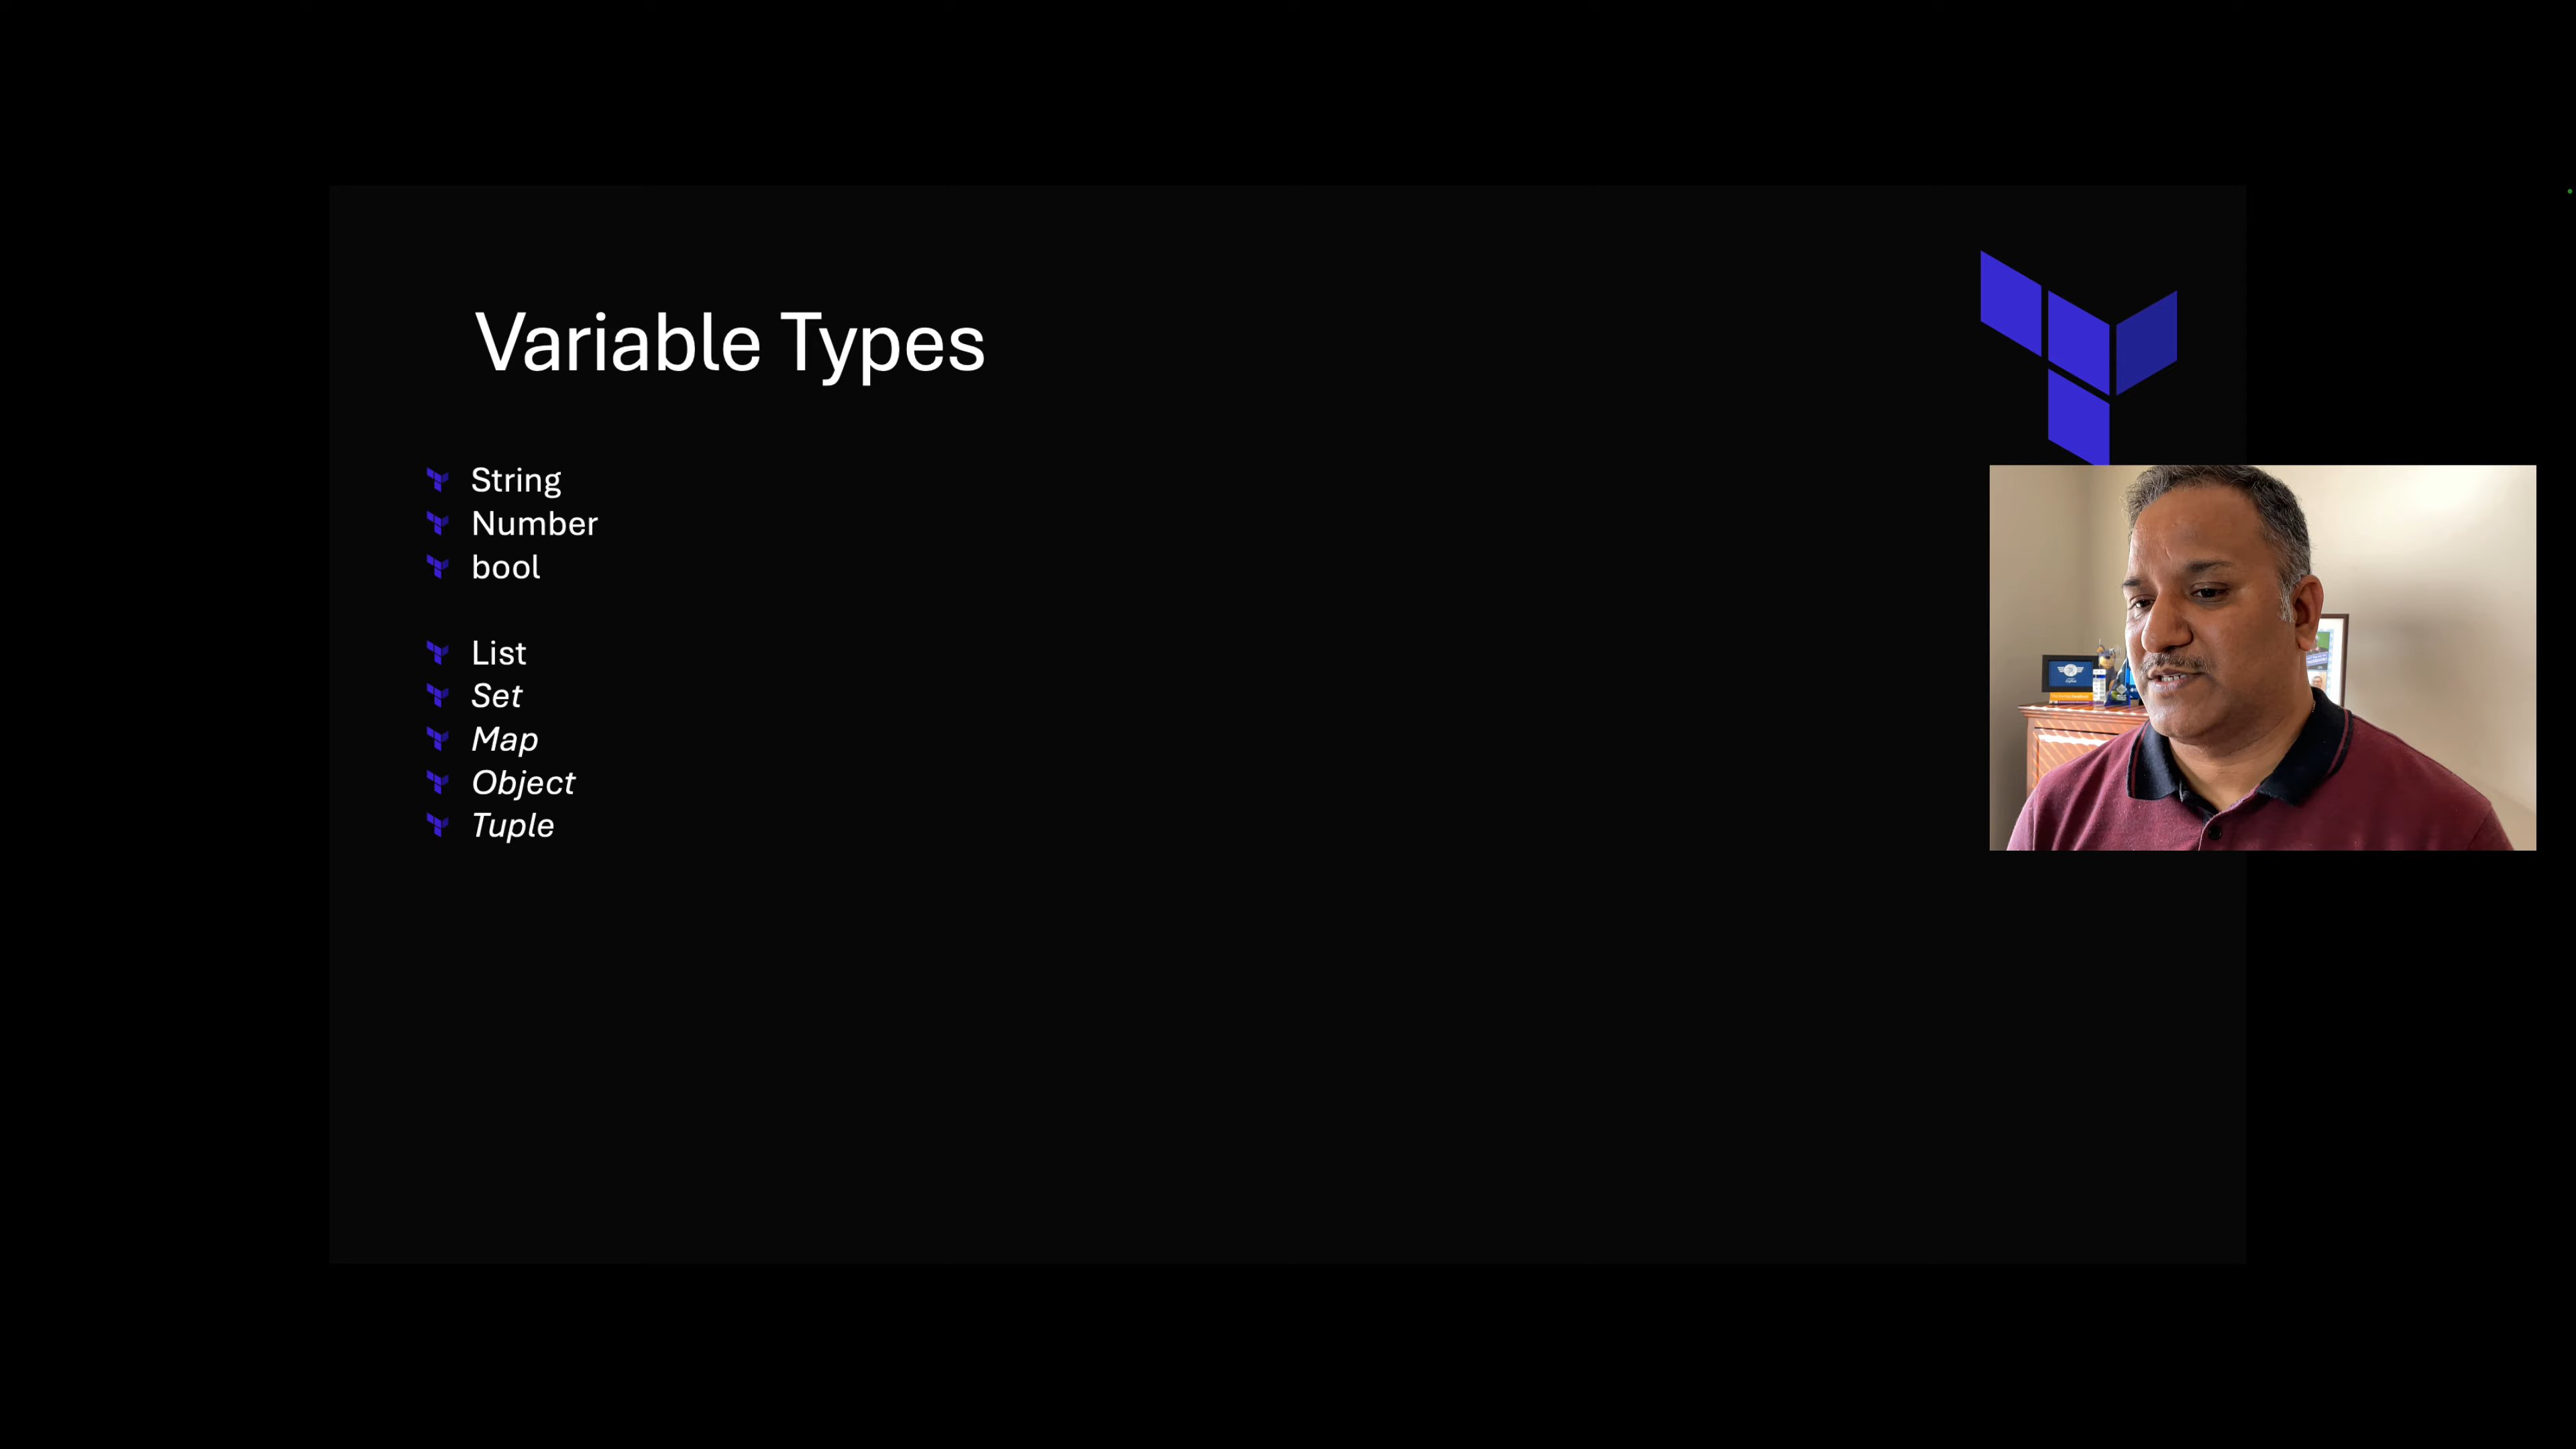 Variable Types
String
Number
bool
List
Set
Map
Object
Tuple